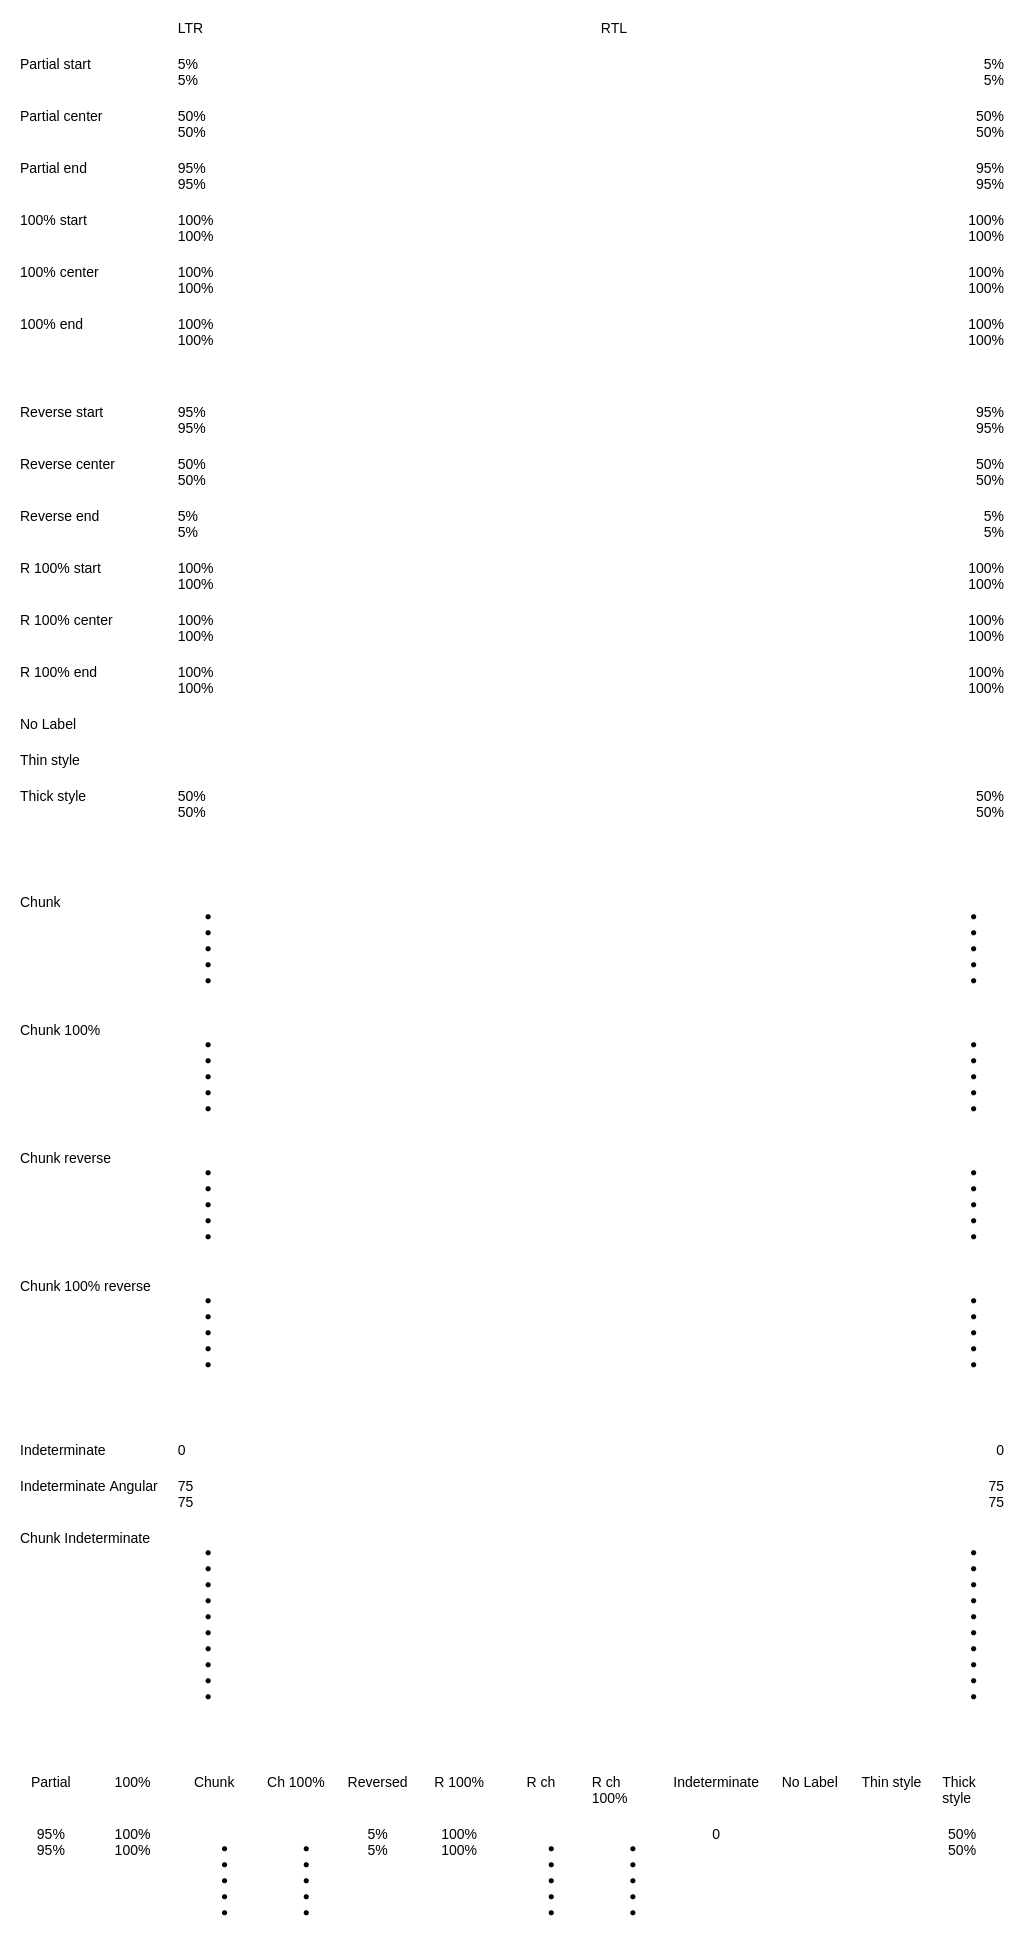 LTR RTL
Partial start 5% 5%
5% 5%
Partial center 50% 50%
50% 50%
Partial end 95% 95%
95% 95%
100% start 100% 100%
100% 100%
100% center 100% 100%
100% 100%
100% end 100% 100%
100% 100%
Reverse start 95% 95%
95% 95%
Reverse center 50% 50%
50% 50%
Reverse end 5% 5%
5% 5%
R 100% start 100% 100%
100% 100%
R 100% center 100% 100%
100% 100%
R 100% end 100% 100%
100% 100%
No Label
Thin style
Thick style 50% 50%
50% 50%
Chunk
Chunk 100%
Chunk reverse
Chunk 100% reverse
Indeterminate 0 0
Indeterminate Angular 75 75
75 75
Chunk Indeterminate
Partial 100% Chunk Ch 100% Reversed R 100% R ch R ch Indeterminate No Label Thin style Thick
100% style
95% 100% 5% 100% 0 50%
95% 100% 5% 100% 50%